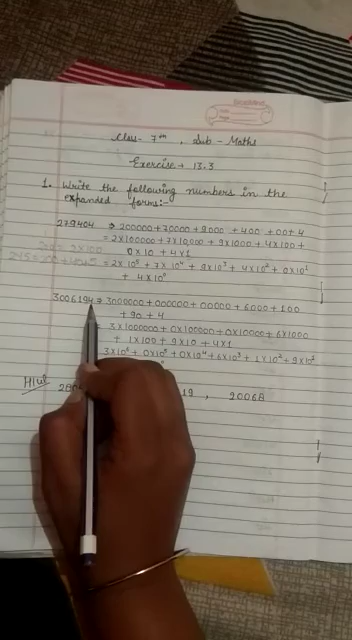 Class- 7th , Sub - Maths
Exercise → 13.3
1. Write the following numbers in the
expanded forms:-
279404 ⇒ 200000+70000+9000 +400 +00+4
= 2×100000+7×10000+9×1000+4×100+
0×10 +4×1
= 2×10⁵ + 7×10⁴ +9×10³+4×10²+0×10¹
+ 4×10⁰
3006194 ⇒ 3000000+000000+00000+6000+100
+90+4
3×1000000+0×100000+0×10000+6×1000
+ 1×100+9×10+4×1
3×10⁶+0×10⁵+0×10⁴+6×10³+1×10²+9×10¹
H/W
19 , 20068